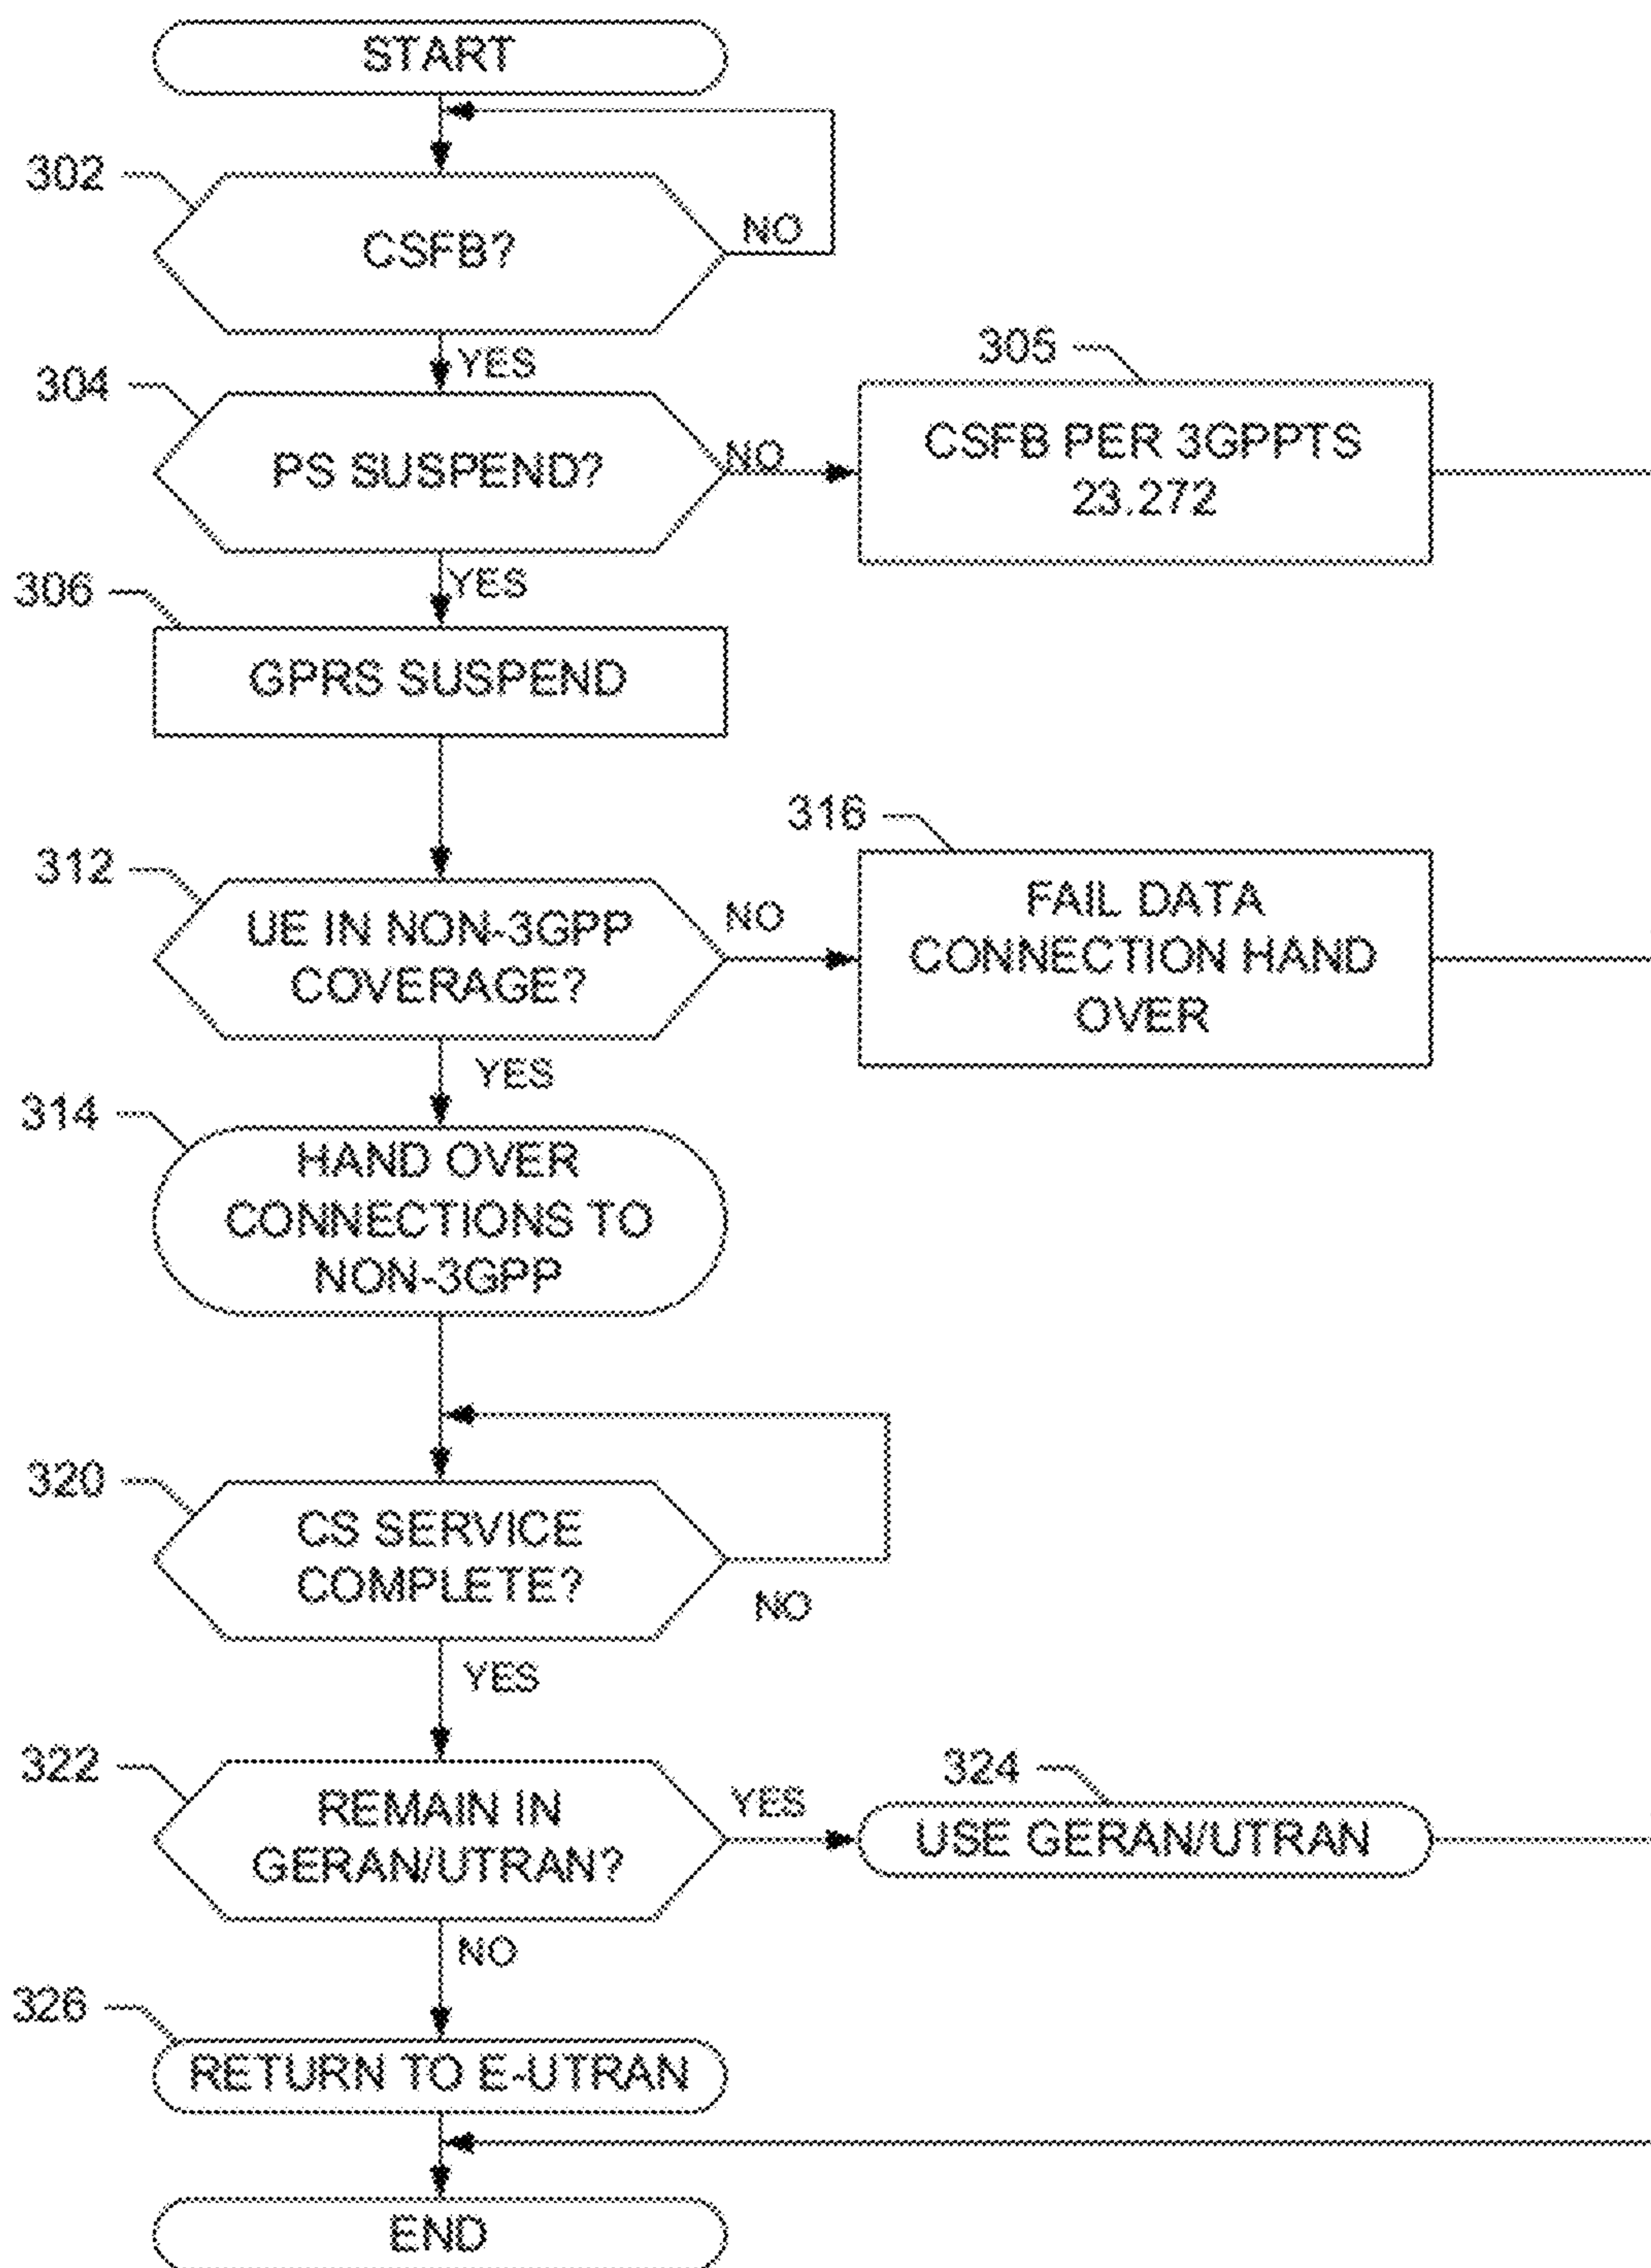 START
302
CSFB?
NO
YES
304
PS SUSPEND?
NO
305
CSFB PER 3GPPTS
23.272
YES
306
GPRS SUSPEND
312
UE IN NON-3GPP
COVERAGE?
NO
316
FAIL DATA
CONNECTION HAND
OVER
YES
314
HAND OVER
CONNECTIONS TO
NON-3GPP
320
CS SERVICE
COMPLETE?
NO
YES
322
REMAIN IN
GERAN/UTRAN?
YES
324
USE GERAN/UTRAN
NO
326
RETURN TO E-UTRAN
END